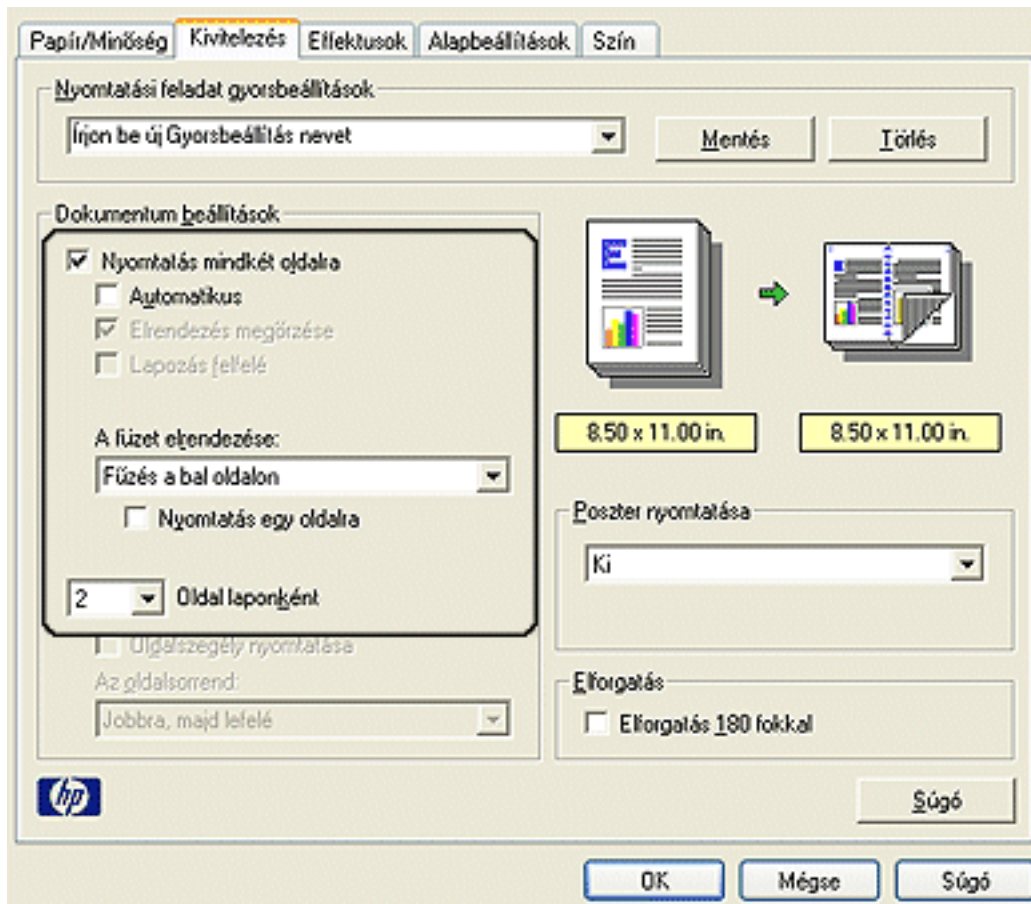 Papír/Minőség Kivitelezés Effektusok Alapbeállítások Szín
Nyomtatási feladat gyorsbeállítások
Írjon be új Gyorsbeállítás nevet
Mentés
Törlés
Dokumentum beállítások
Nyomtatás mindkét oldalra
Automatikus
Elrendezés megőrzése
Lapozás felfelé
A füzet elrendezése:
Fűzés a bal oldalon
Nyomtatás egy oldalra
2 Oldal laponként
Oldalszegély nyomtatása
Az oldalsorrend:
Jobbra, majd lefelé
E
8.50 x 11.00 in.
8.50 x 11.00 in.
Poszter nyomtatása
Ki
Elforgatás
Elforgatás 180 fokkal
hp
Súgó
OK
Mégse
Súgó